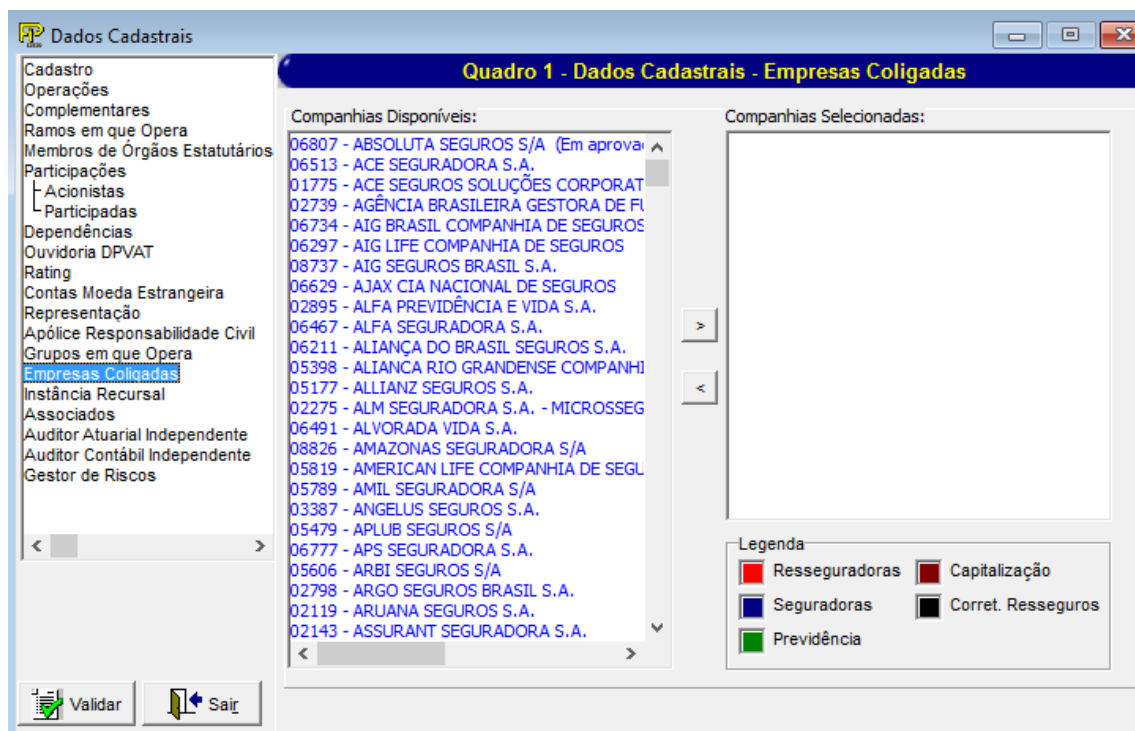 Dados Cadastrais
Cadastro
Operações
Complementares
Ramos em que Opera
Membros de Órgãos Estatutários
Participações
Acionistas
Participadas
Dependências
Ouvidoria DPVAT
Rating
Contas Moeda Estrangeira
Representação
Apólice Responsabilidade Civil
Grupos em que Opera
Empresas Coligadas
Instância Recursal
Associados
Auditor Atuarial Independente
Auditor Contábil Independente
Gestor de Riscos
Validar
Sair
Quadro 1 - Dados Cadastrais - Empresas Coligadas
Companhias Disponíveis:
06807 - ABSOLUTA SEGUROS S/A (Em aprova
06513 - ACE SEGURADORA S.A.
01775 - ACE SEGUROS SOLUÇÕES CORPORAT
02739 - AGÊNCIA BRASILEIRA GESTORA DE FU
06734 - AIG BRASIL COMPANHIA DE SEGUROS
06297 - AIG LIFE COMPANHIA DE SEGUROS
08737 - AIG SEGUROS BRASIL S.A.
06629 - AJAX CIA NACIONAL DE SEGUROS
02895 - ALFA PREVIDÊNCIA E VIDA S.A.
06467 - ALFA SEGURADORA S.A.
06211 - ALIANÇA DO BRASIL SEGUROS S.A.
05398 - ALIANCA RIO GRANDENSE COMPANHI
05177 - ALLIANZ SEGUROS S.A.
02275 - ALM SEGURADORA S.A. - MICROSSEG
06491 - ALVORADA VIDA S.A.
08826 - AMAZONAS SEGURADORA S/A
05819 - AMERICAN LIFE COMPANHIA DE SEGU
05789 - AMIL SEGURADORA S/A
03387 - ANGELUS SEGUROS S.A.
05479 - APLUB SEGUROS S/A
06777 - APS SEGURADORA S.A.
05606 - ARBI SEGUROS S/A
02798 - ARGO SEGUROS BRASIL S.A.
02119 - ARUANA SEGUROS S.A.
02143 - ASSURANT SEGURADORA S.A.
>
<
Companhias Selecionadas:
Legenda
Resseguradoras
Capitalização
Seguradoras
Corret. Resseguros
Previdência